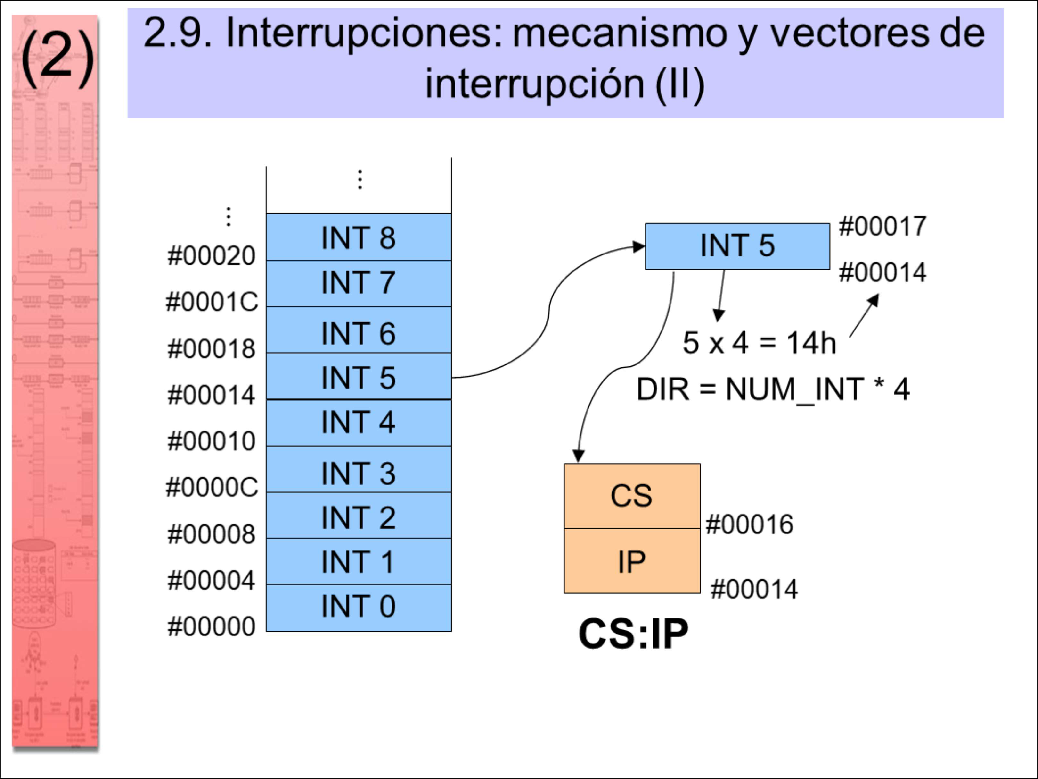 (2)
2.9. Interrupciones: mecanismo y vectores de
interrupción (II)
...
...
INT 8
#00020
INT 7
#0001C
INT 6
#00018
INT 5
#00014
INT 4
#00010
INT 3
#0000C
INT 2
#00008
INT 1
#00004
INT 0
#00000
INT 5
#00017
#00014
5 x 4 = 14h
DIR = NUM_INT * 4
CS
#00016
IP
#00014
CS:IP